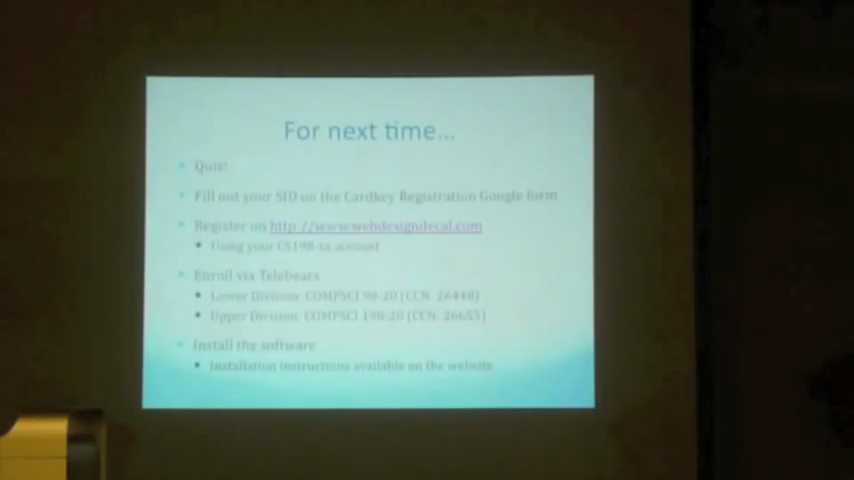 For next time...
Quiz!
Fill out your SID on the Cardkey Registration Google form
Register on http://www.webdesigndecal.com
Using your CS198-xx account
Enroll via Telebears
Lower Division: COMPSCI 98-20 (CCN: 26448)
Upper Division: COMPSCI 198-20 (CCN: 26655)
Install the software
Installation instructions available on the website